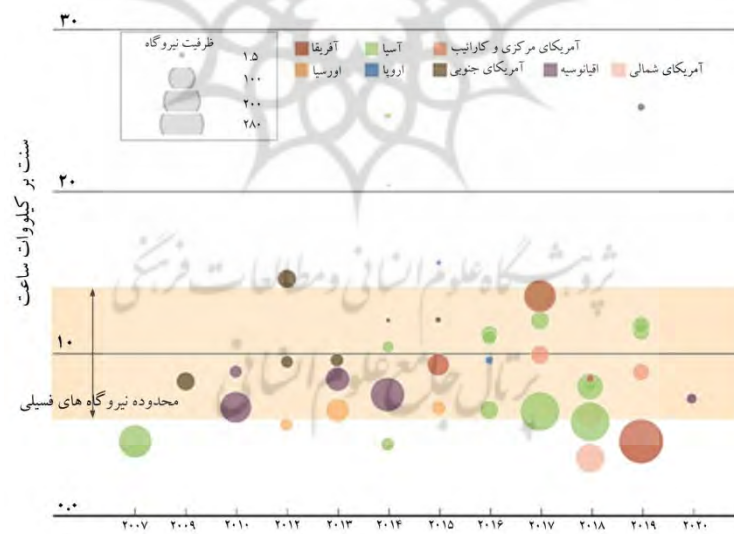 ۳۰
ظرفیت نیروگاه
۱.۵
۱۰۰
۲۰۰
۲۸۰
آفریقا
آسیا
آمریکای مرکزی و کارائیب
اورسیا
اروپا
آمریکای جنوبی
اقیانوسیه
آمریکای شمالی
سنت بر کیلووات ساعت
۲۰
پژوهشگاه علوم انسانی و مطالعات فرهنگی
۱۰
پرتال جامع علوم انسانی
محدوده نیروگاه های فسیلی
۰.۰
۲۰۰۷ ۲۰۰۹ ۲۰۱۰ ۲۰۱۲ ۲۰۱۳ ۲۰۱۴ ۲۰۱۵ ۲۰۱۶ ۲۰۱۷ ۲۰۱۸ ۲۰۱۹ ۲۰۲۰